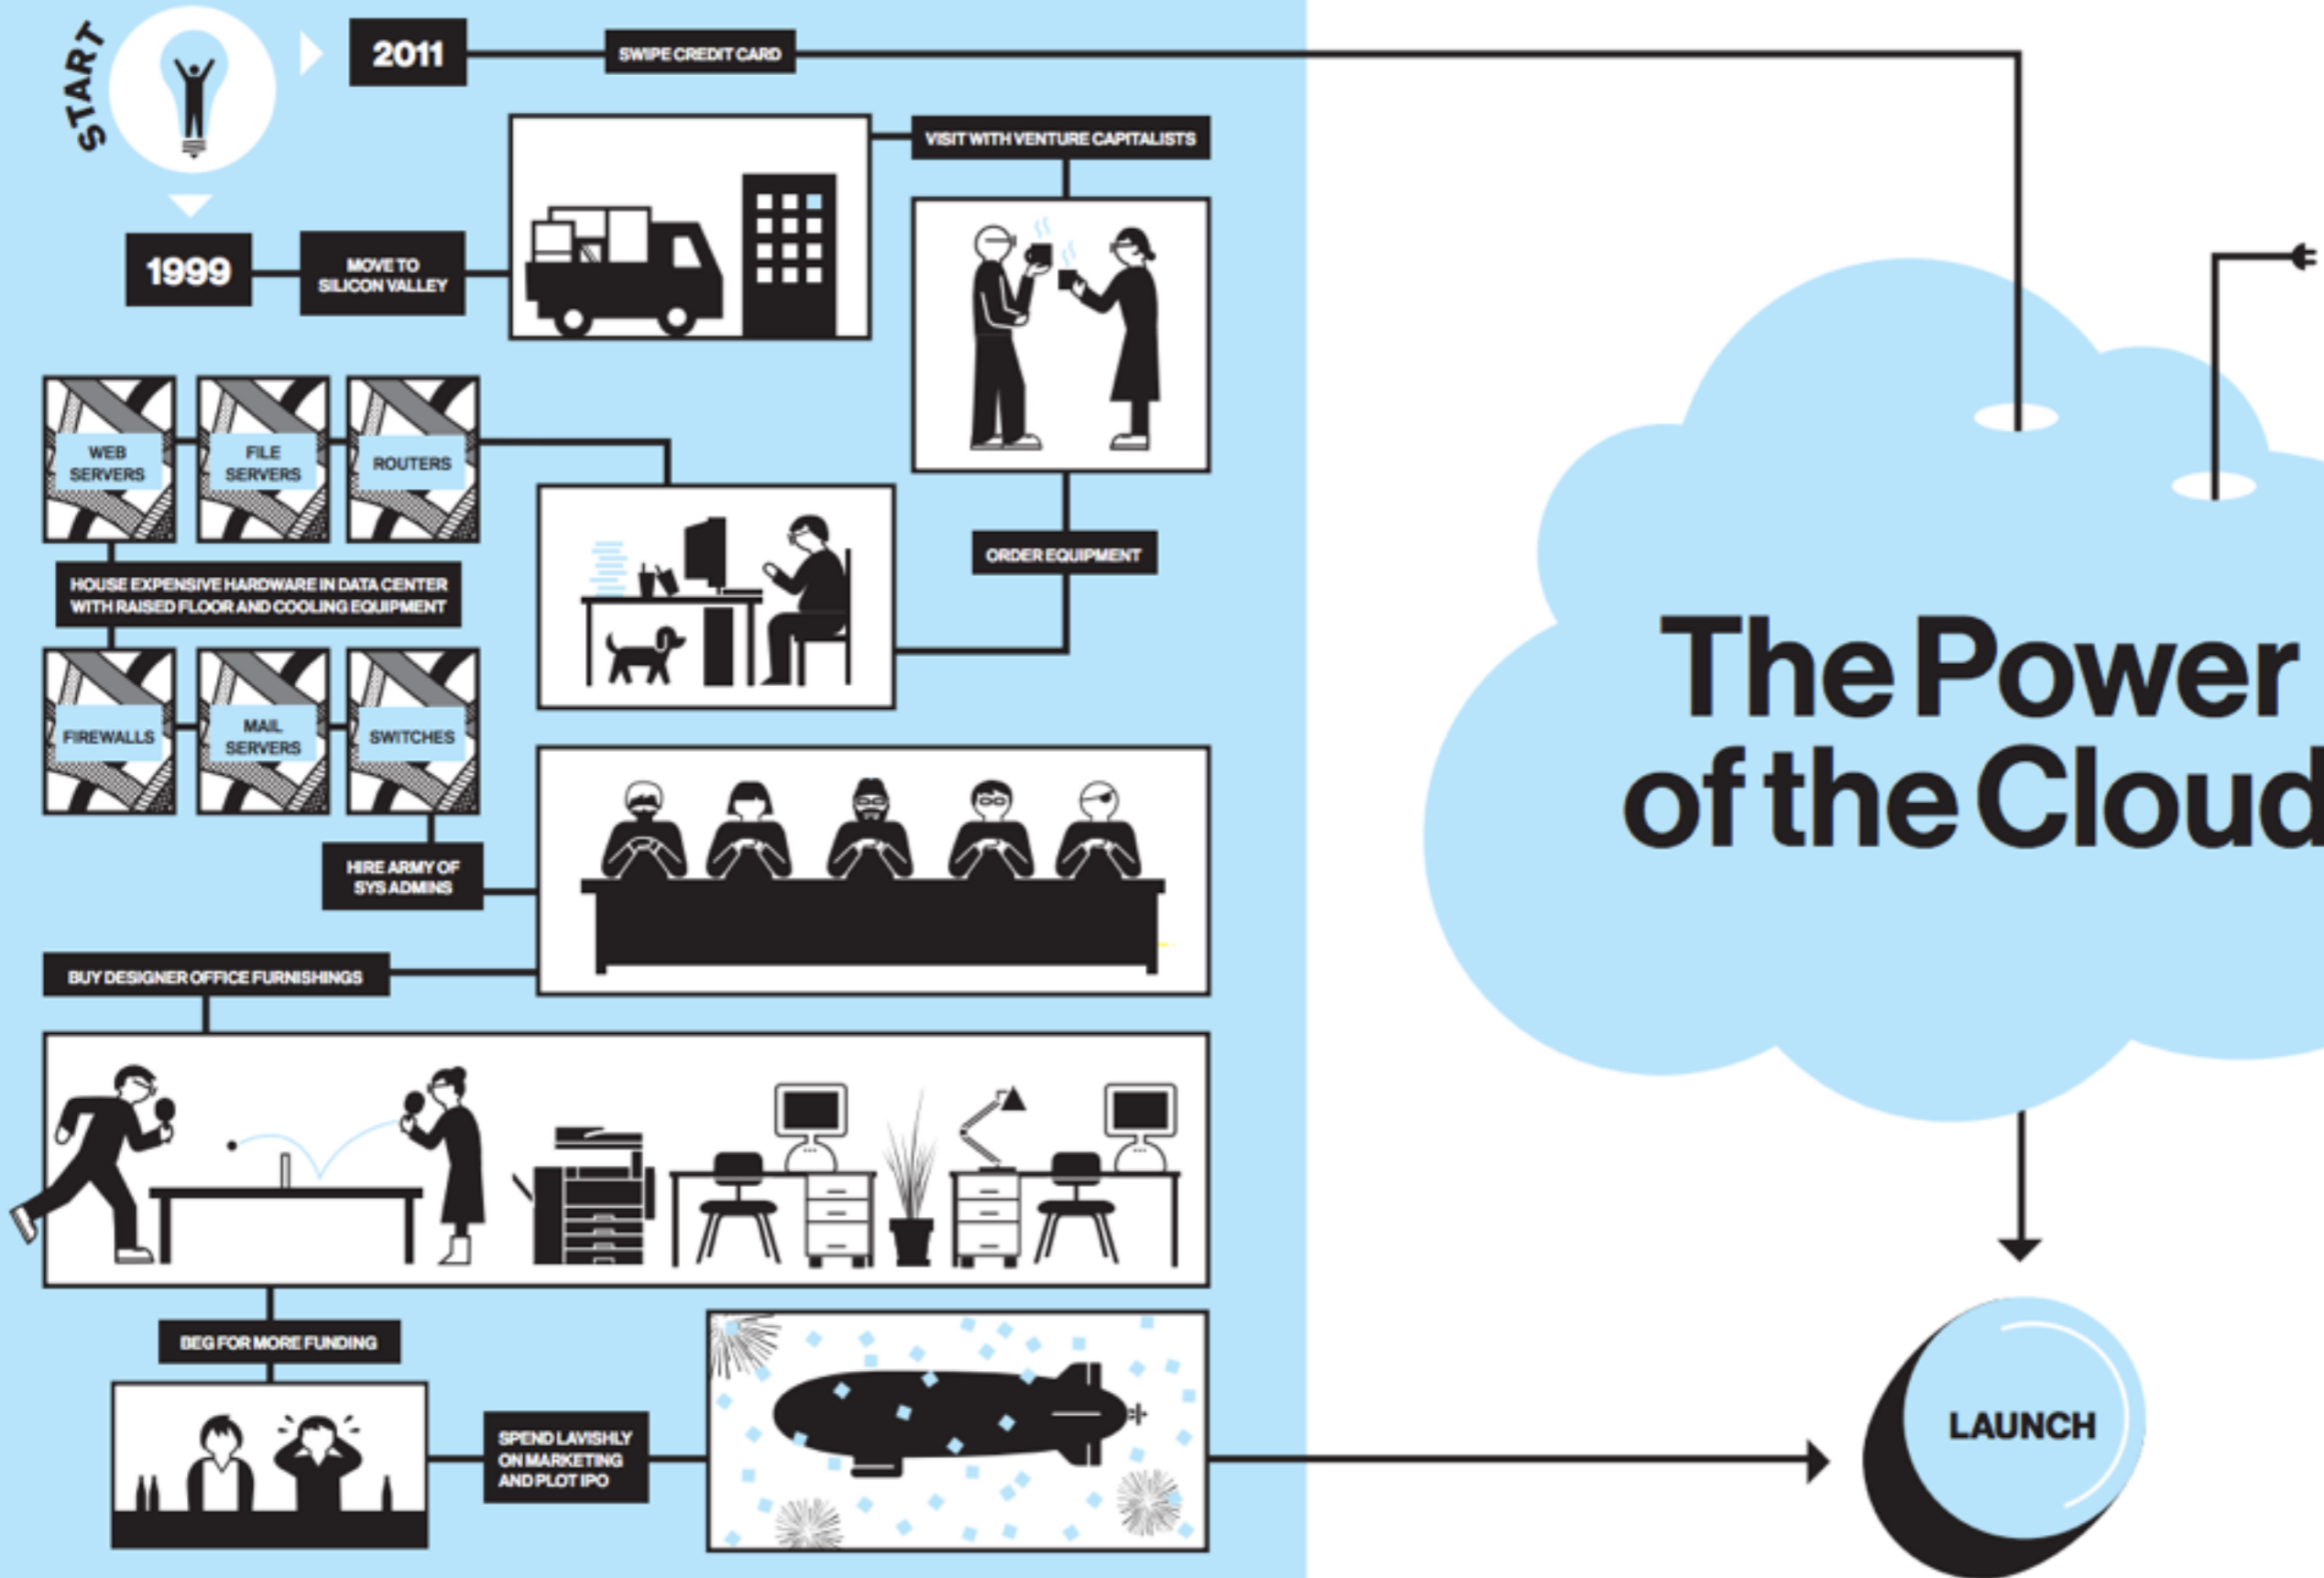 START
2011
SWIPE CREDIT CARD
1999
MOVE TO
SILICON VALLEY
VISIT WITH VENTURE CAPITALISTS
ORDER EQUIPMENT
WEB
SERVERS
FILE
SERVERS
ROUTERS
HOUSE EXPENSIVE HARDWARE IN DATA CENTER
WITH RAISED FLOOR AND COOLING EQUIPMENT
FIREWALLS
MAIL
SERVERS
SWITCHES
HIRE ARMY OF
SYS ADMINS
BUY DESIGNER OFFICE FURNISHINGS
BEG FOR MORE FUNDING
SPEND LAVISHLY
ON MARKETING
AND PLOT IPO
The Power
of the Cloud
LAUNCH